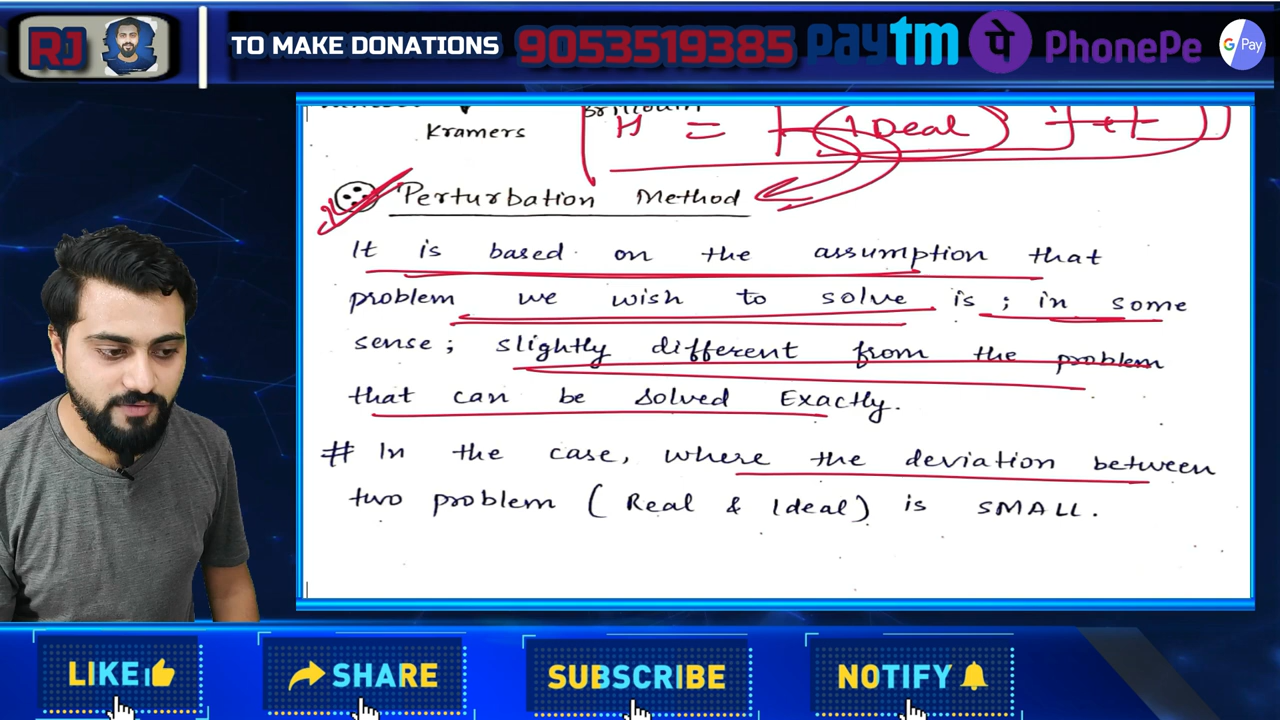 RJ
TO MAKE DONATIONS 9053519385 paytm पे PhonePe G Pay
Kramers
H = Ideal
Perturbation Method
It is based on the assumption that
problem we wish to solve is ; in some
sense ; slightly different from the problem
that can be solved Exactly.
# In the case, where the deviation between
two problem ( Real & Ideal ) is SMALL.
LIKE SHARE SUBSCRIBE NOTIFY